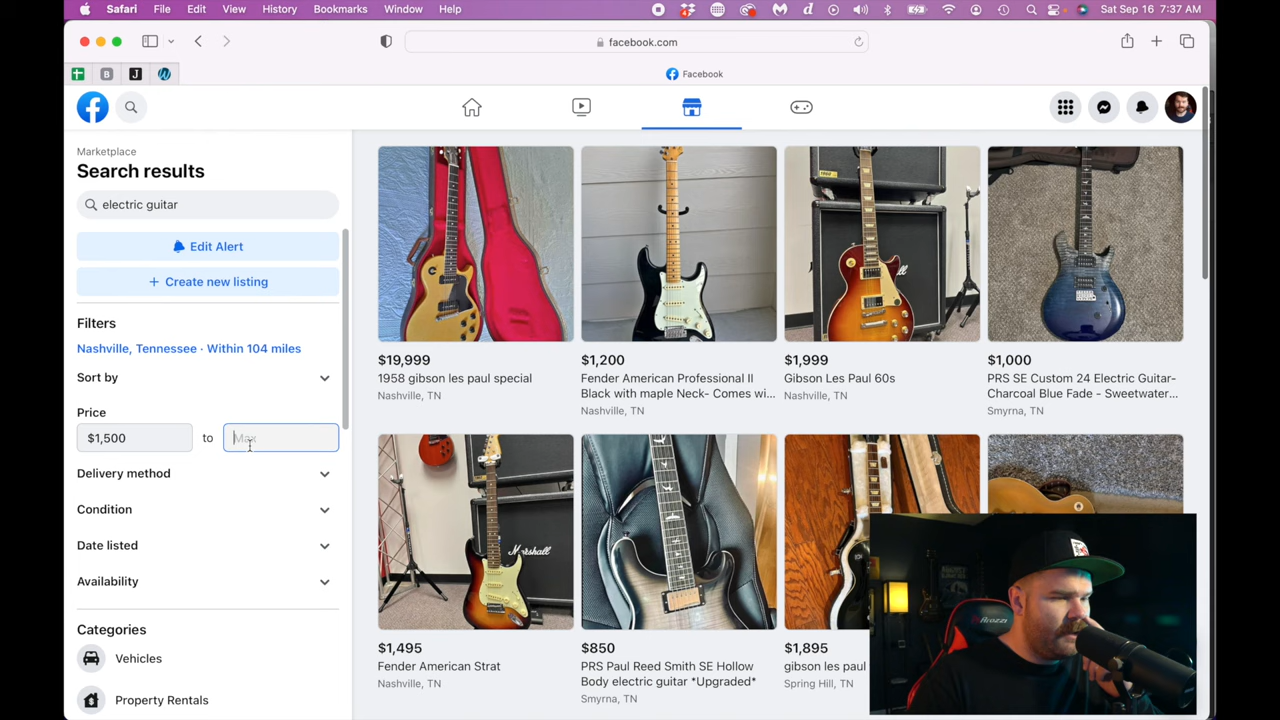 Safari File Edit View History Bookmarks Window Help
Sat Sep 16 7:37 AM
facebook.com
Facebook
Marketplace
Search results
electric guitar
Edit Alert
+ Create new listing
Filters
Nashville, Tennessee · Within 104 miles
Sort by
Price
$1,500 to Max
Delivery method
Condition
Date listed
Availability
Categories
Vehicles
Property Rentals
$19,999
1958 gibson les paul special
Nashville, TN
$1,200
Fender American Professional II
Black with maple Neck- Comes wi...
Nashville, TN
$1,999
Gibson Les Paul 60s
Nashville, TN
$1,000
PRS SE Custom 24 Electric Guitar-
Charcoal Blue Fade - Sweetwater...
Smyrna, TN
Marshall
$1,495
Fender American Strat
Nashville, TN
$850
PRS Paul Reed Smith SE Hollow
Body electric guitar *Upgraded*
Smyrna, TN
$1,895
gibson les paul
Spring Hill, TN
Arozzi